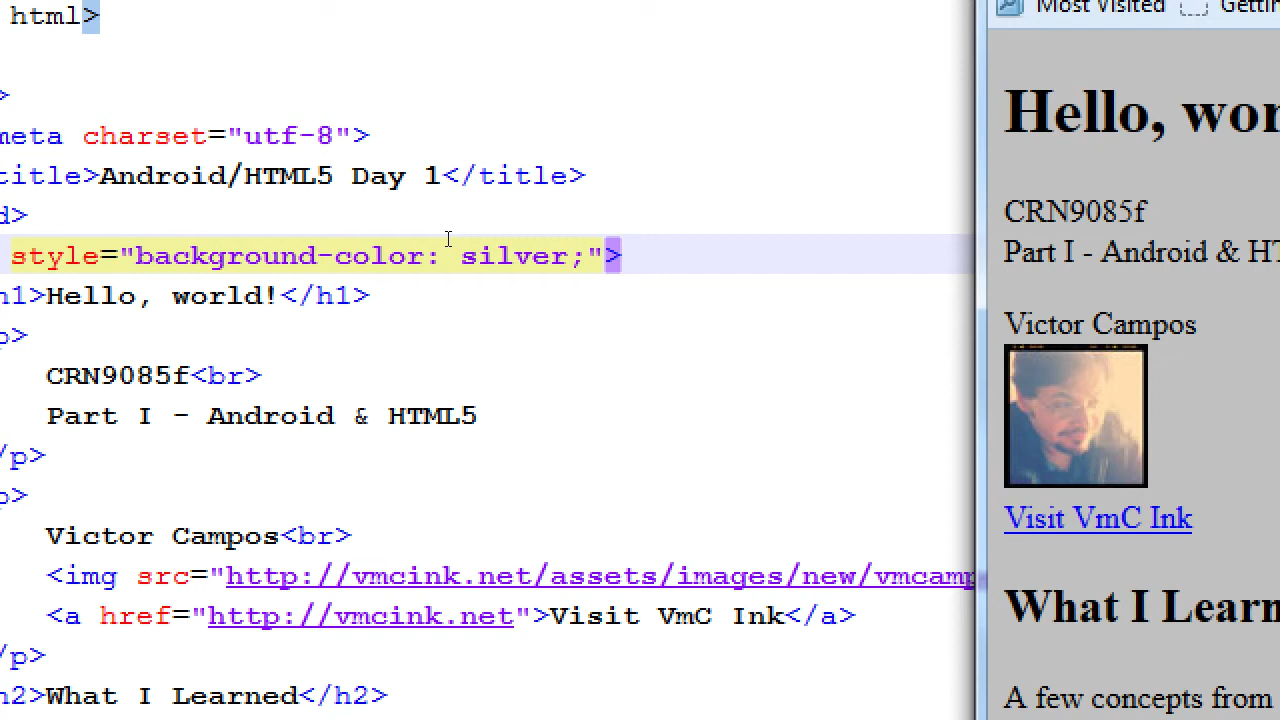 html>
>
meta charset="utf-8">
title>Android/HTML5 Day 1</title>
d>
style="background-color: silver;">
h1>Hello, world!</h1>
p>
CRN9085f<br>
Part I - Android & HTML5
/p>
p>
Victor Campos<br>
<img src="http://vmcink.net/assets/images/new/vmcamp
<a href="http://vmcink.net">Visit VmC Ink</a>
/p>
h2>What I Learned</h2>
Most Visited Gettin
Hello, wor
CRN9085f
Part I - Android & HT
Victor Campos
Visit VmC Ink
What I Learn
A few concepts from